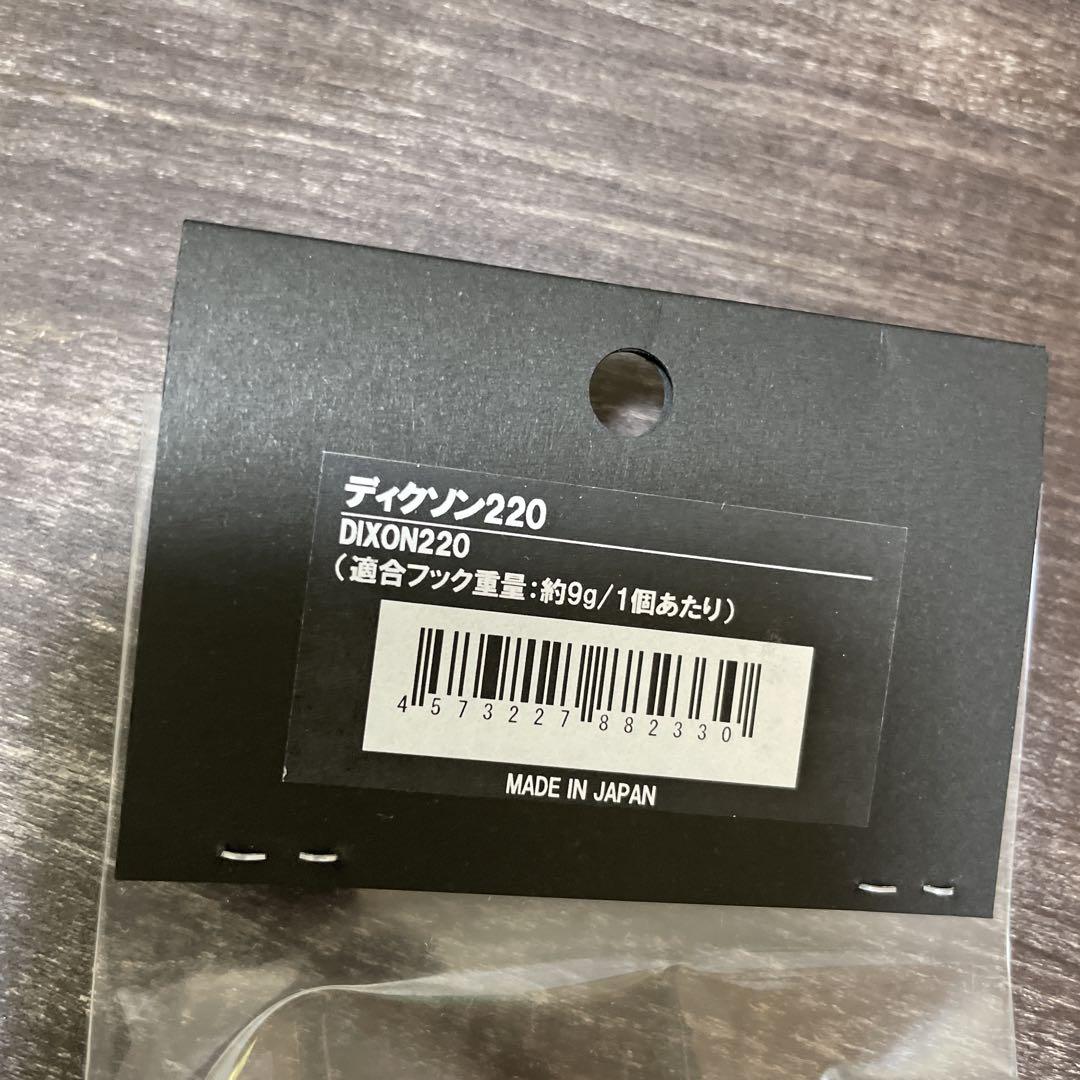 ディクソン220
DIXON220
(適合フック重量:約9g/1個あたり)
4573227882330
MADE IN JAPAN